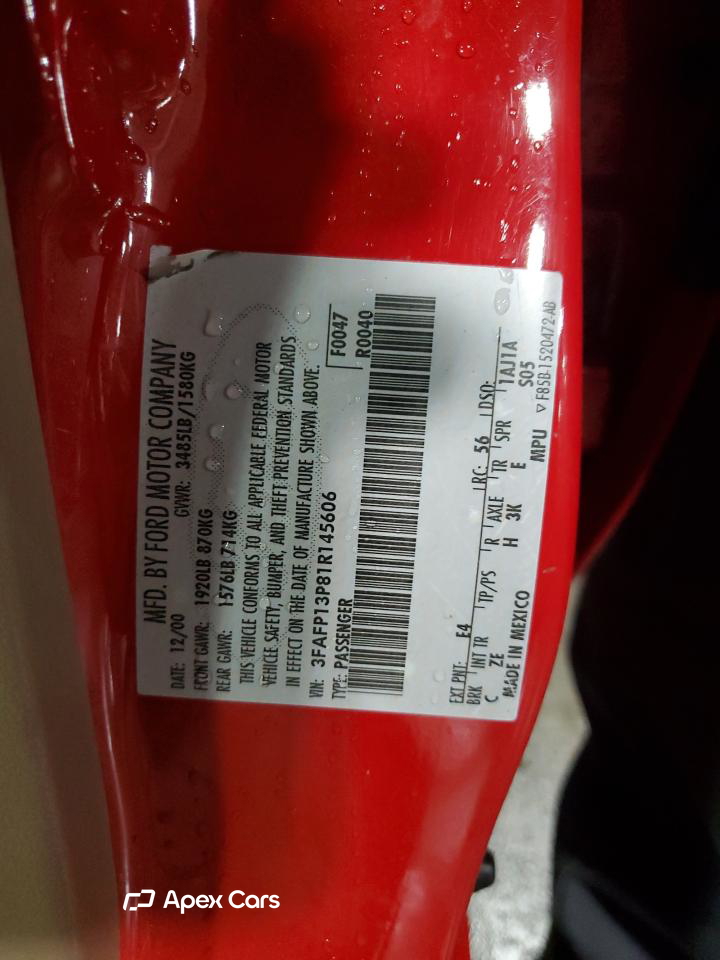 MFD. BY FORD MOTOR COMPANY
DATE: 12/00 GVWR: 3485LB/1580KG
FRONT GAWR: 1920LB 870KG
REAR GAWR: 1576LB 714KG
THIS VEHICLE CONFORMS TO ALL APPLICABLE FEDERAL MOTOR
VEHICLE SAFETY, BUMPER, AND THEFT PREVENTION STANDARDS
IN EFFECT ON THE DATE OF MANUFACTURE SHOWN ABOVE.
VIN: 3FAFP13P81R145606 F0047
TYPE: PASSENGER R0040
EXT PNT: E4 RC: 56 DSO:
BRK INT TR TP/PS R AXLE TR SPR 1AJ1A
C ZE H 3K E S05
MADE IN MEXICO MPU
▽ F85B-1520472-AB
Apex Cars